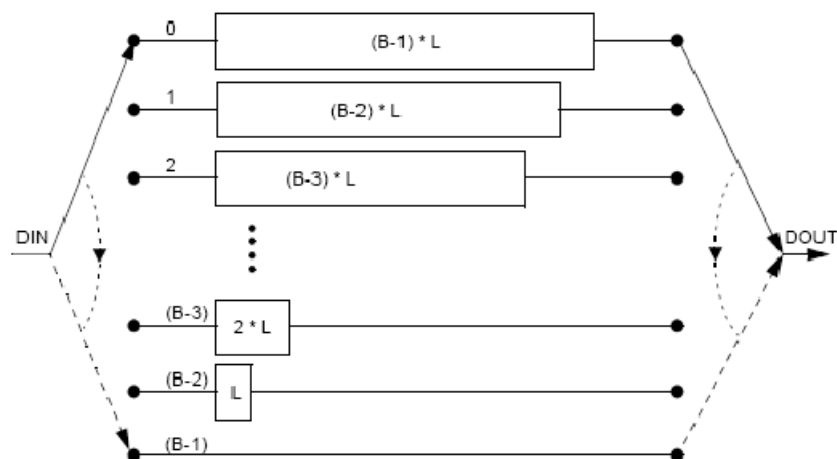 0
(B-1) * L
1
(B-2) * L
2
(B-3) * L
DIN
DOUT
(B-3)
2 * L
(B-2)
L
(B-1)